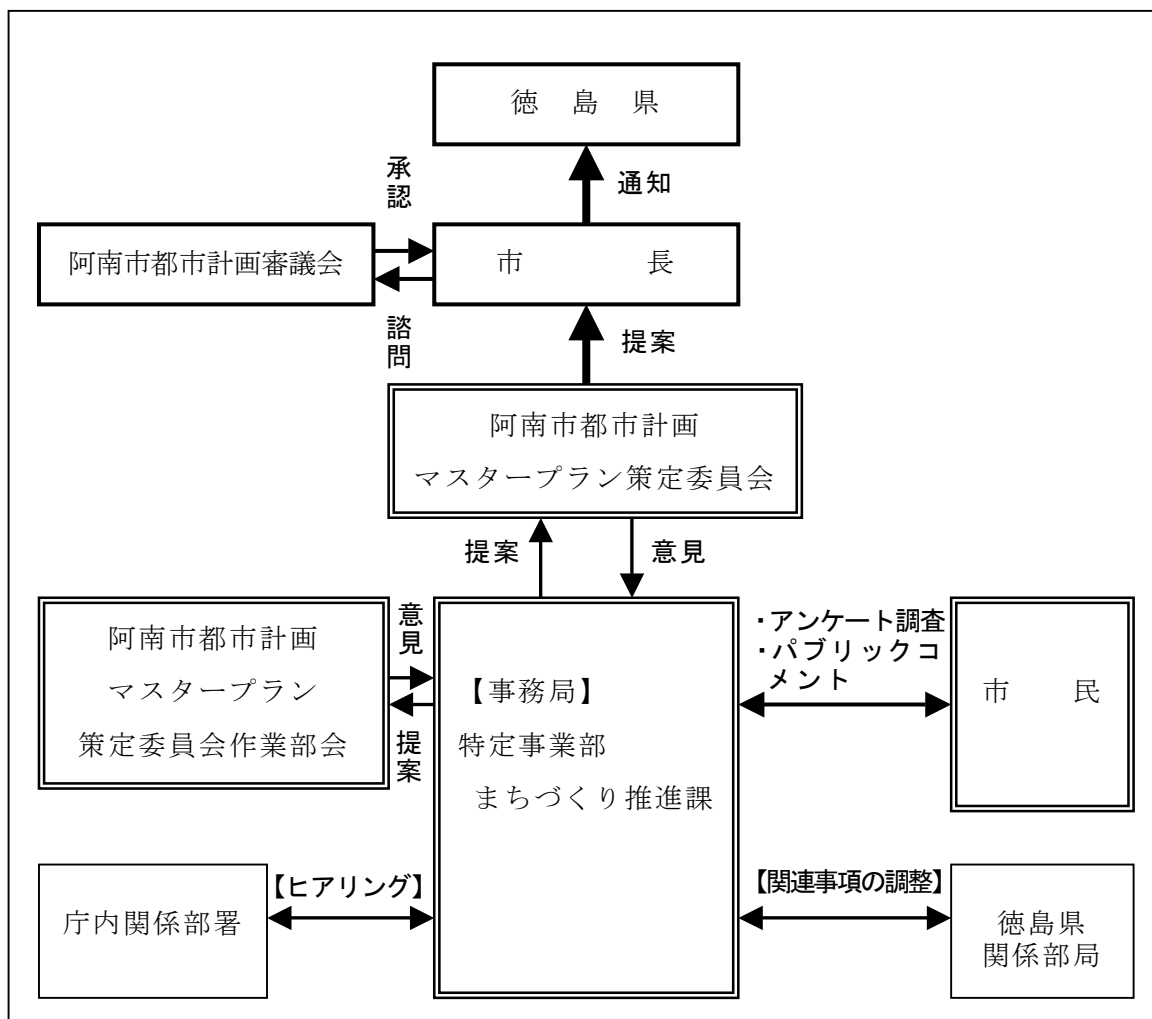 徳　島　県
承認
通知
阿南市都市計画審議会
市　　　長
諮問
提案
阿南市都市計画
マスタープラン策定委員会
提案
意見
阿南市都市計画
マスタープラン
策定委員会作業部会
意見
提案
【事務局】
特定事業部
まちづくり推進課
・アンケート調査
・パブリックコ
メント
市　　民
庁内関係部署
【ヒアリング】
【関連事項の調整】
徳島県
関係部局